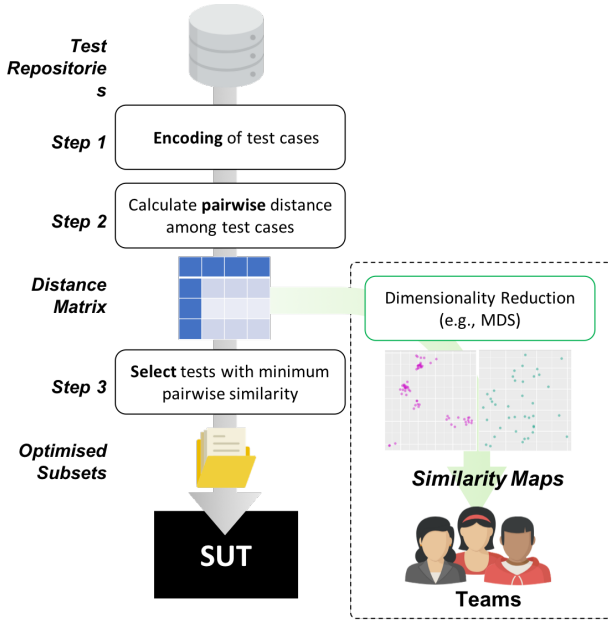 Test
Repositorie
s
Step 1
Encoding of test cases
Step 2
Calculate pairwise distance
among test cases
Distance
Matrix
Dimensionality Reduction
(e.g., MDS)
Step 3
Select tests with minimum
pairwise similarity
Optimised
Subsets
Similarity Maps
SUT
Teams